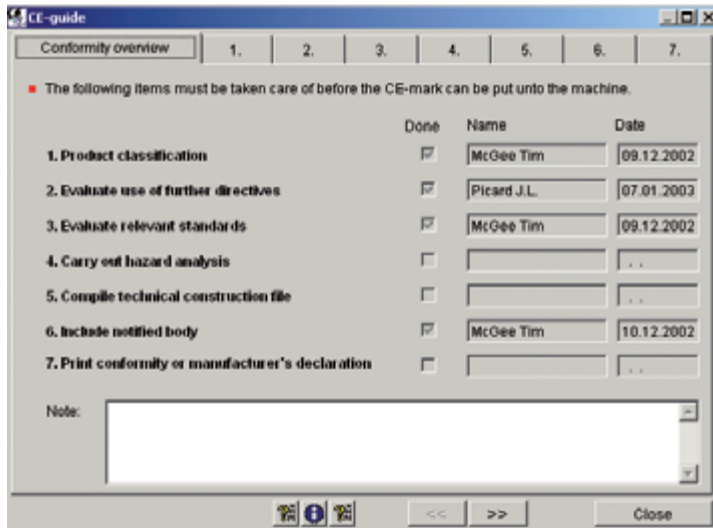 CE-guide
Conformity overview 1. 2. 3. 4. 5. 6. 7.
The following items must be taken care of before the CE-mark can be put unto the machine.
Done Name Date
1. Product classification McGee Tim 09.12.2002
2. Evaluate use of further directives Picard J.L. 07.01.2003
3. Evaluate relevant standards McGee Tim 09.12.2002
4. Carry out hazard analysis . .
5. Compile technical construction file . .
6. Include notified body McGee Tim 10.12.2002
7. Print conformity or manufacturer's declaration . .
Note:
<< >> Close